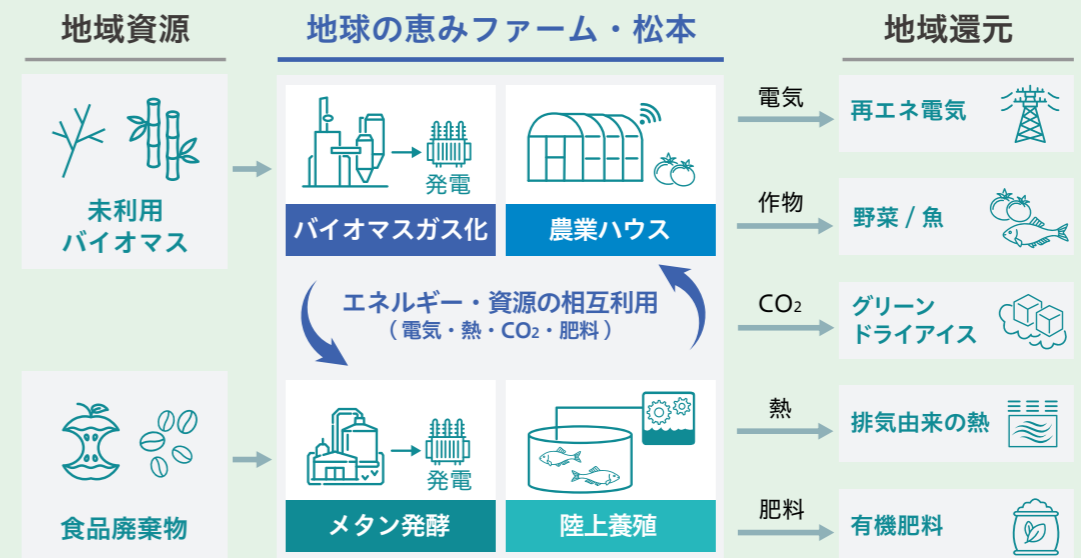 地域資源
地球の恵みファーム・松本
地域還元
未利用
バイオマス
発電
バイオマスガス化
農業ハウス
エネルギー・資源の相互利用
（ 電気・熱・CO₂・肥料 ）
食品廃棄物
発電
メタン発酵
陸上養殖
電気
再エネ電気
作物
野菜 / 魚
CO₂
グリーン
ドライアイス
熱
排気由来の熱
肥料
有機肥料